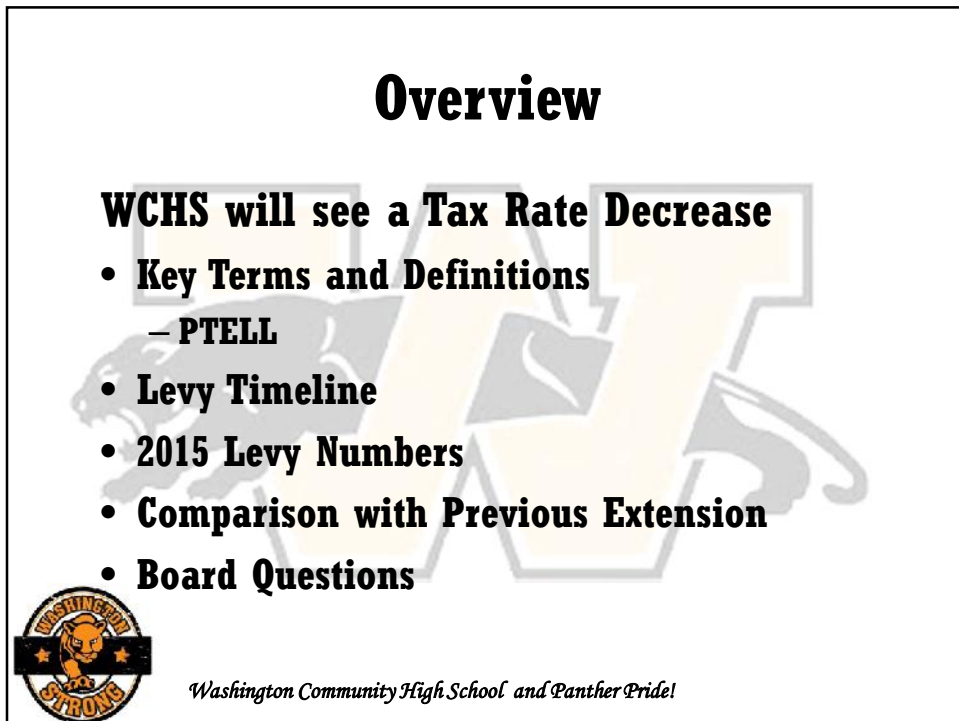 Overview
WCHS will see a Tax Rate Decrease
• Key Terms and Definitions
– PTELL
• Levy Timeline
• 2015 Levy Numbers
• Comparison with Previous Extension
• Board Questions
WASHINGTON
STRONG
Washington Community High School and Panther Pride!